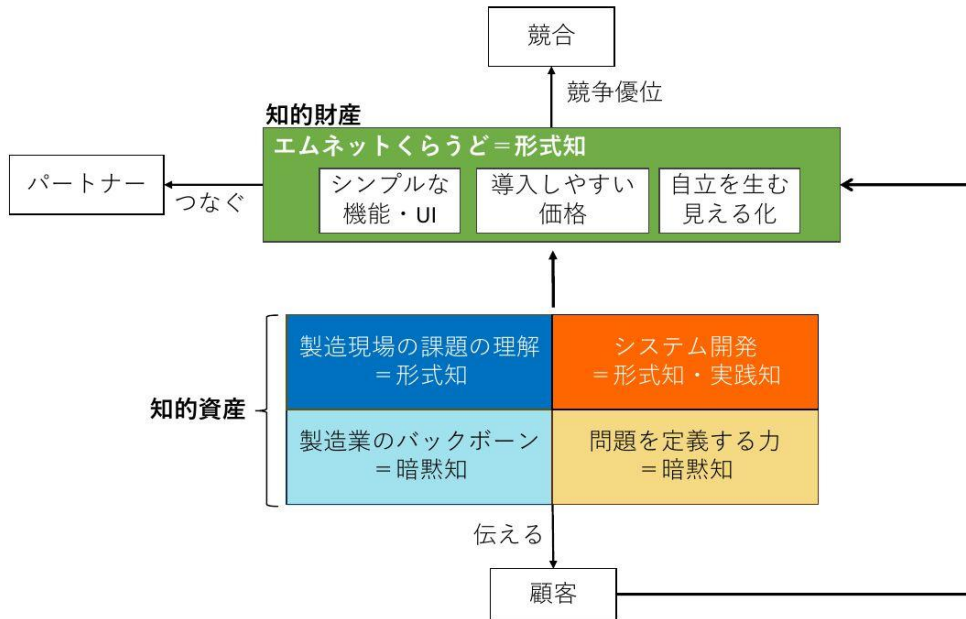 競合
競争優位
知的財産
エムネットくらうど＝形式知
パートナー
つなぐ
シンプルな
機能・UI
導入しやすい
価格
自立を生む
見える化
知的資産
製造現場の課題の理解
＝形式知
システム開発
＝形式知・実践知
製造業のバックボーン
＝暗黙知
問題を定義する力
＝暗黙知
伝える
顧客